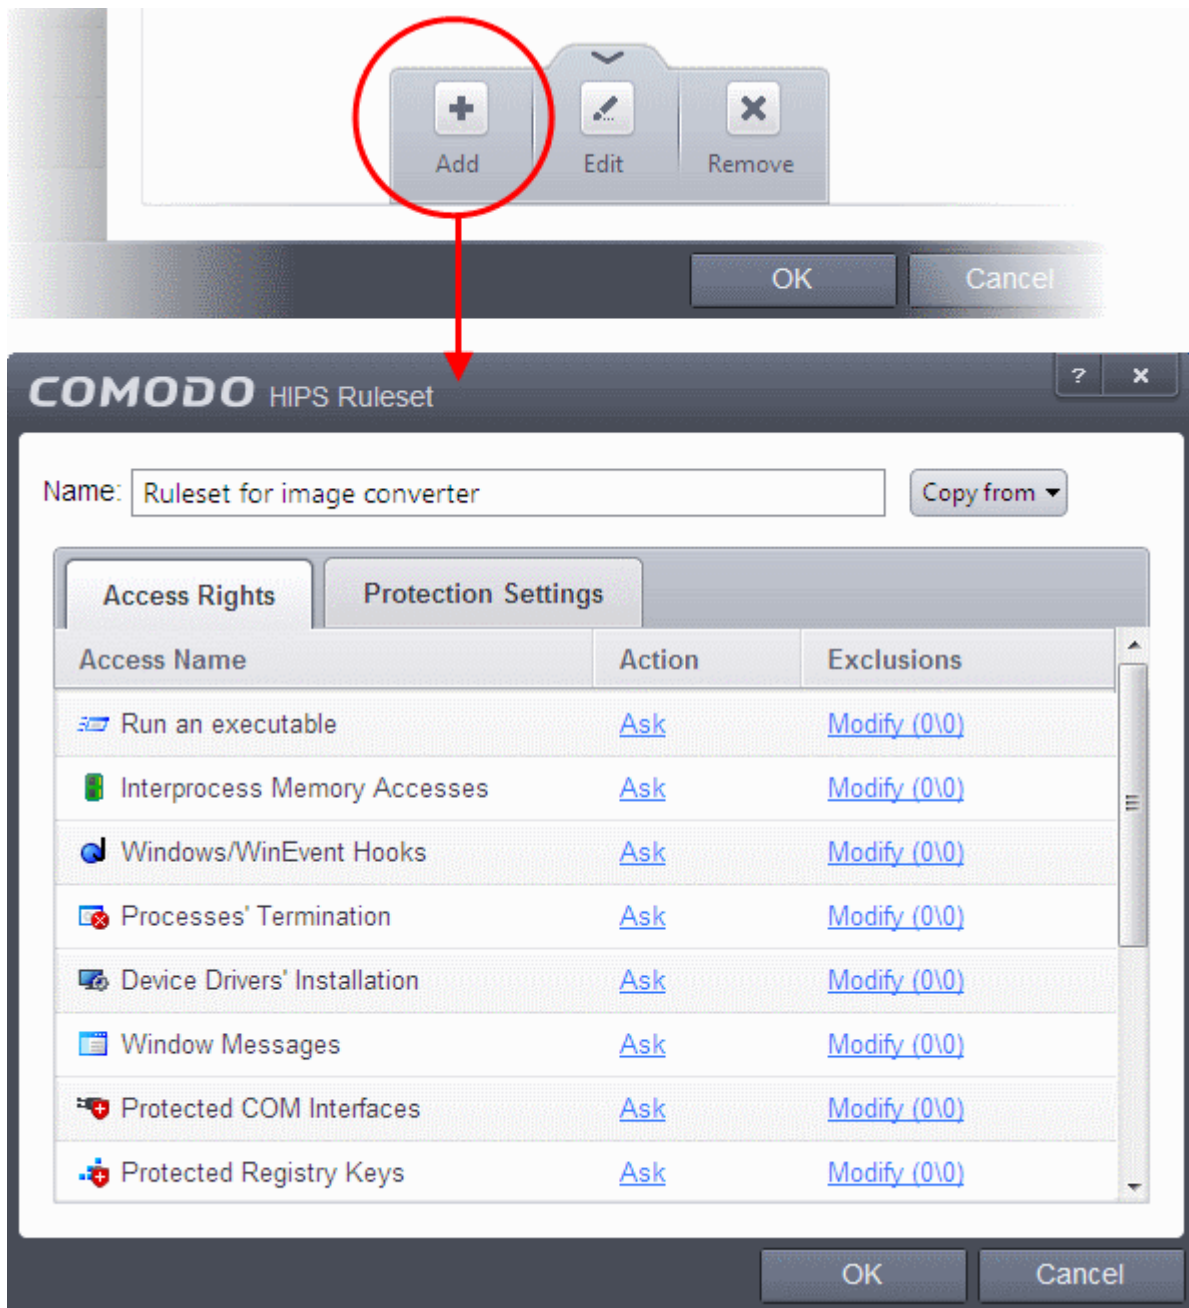 Add Edit Remove
OK Cancel
COMODO HIPS Ruleset ? x
Name: Ruleset for image converter Copy from
Access Rights Protection Settings
Access Name Action Exclusions
Run an executable Ask Modify (0\0)
Interprocess Memory Accesses Ask Modify (0\0)
Windows/WinEvent Hooks Ask Modify (0\0)
Processes' Termination Ask Modify (0\0)
Device Drivers' Installation Ask Modify (0\0)
Window Messages Ask Modify (0\0)
Protected COM Interfaces Ask Modify (0\0)
Protected Registry Keys Ask Modify (0\0)
OK Cancel